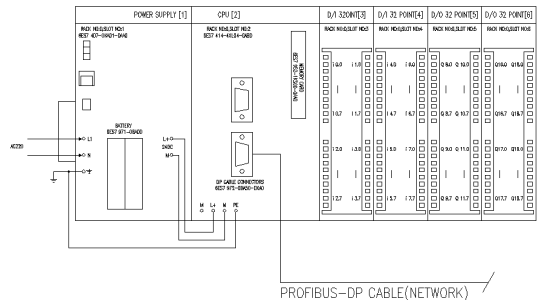 POWER SUPPLY [1]
CPU [2]
D/I 32OINT[3]
D/I 32 POINT[4]
D/O 32 POINT[5]
D/O 32 POINT[6]
RACK NO:0,SLOT NO:1
6ES7 407-0KA01-0AA0
RACK NO:0,SLOT NO:2
6ES7 414-4XL04-0AB0
RACK NO:0,SLOT NO:3
RACK NO:0,SLOT NO:4
RACK NO:0,SLOT NO:5
RACK NO:0,SLOT NO:6
MEMORY CARD
I 0.0 I 1.0
I 4.0 I 6.0
Q 8.0 Q 10.0
Q16.0 Q18.0
I 0.7 I 1.7
I 4.7 I 6.7
Q 8.7 Q 10.7
Q16.7 Q18.7
I 2.0 I 3.0
I 5.0 I 7.0
Q 9.0 Q 11.0
Q17.0 Q19.0
I 2.7 I 3.7
I 5.7 I 7.7
Q 9.7 Q 11.7
Q17.7 Q19.7
BATTERY
6ES7 971-0BA00
AC220
L1
N
L+
24VDC
M
DP CABLE CONNECTORS
M L+ M PE
PROFIBUS-DP CABLE(NETWORK)